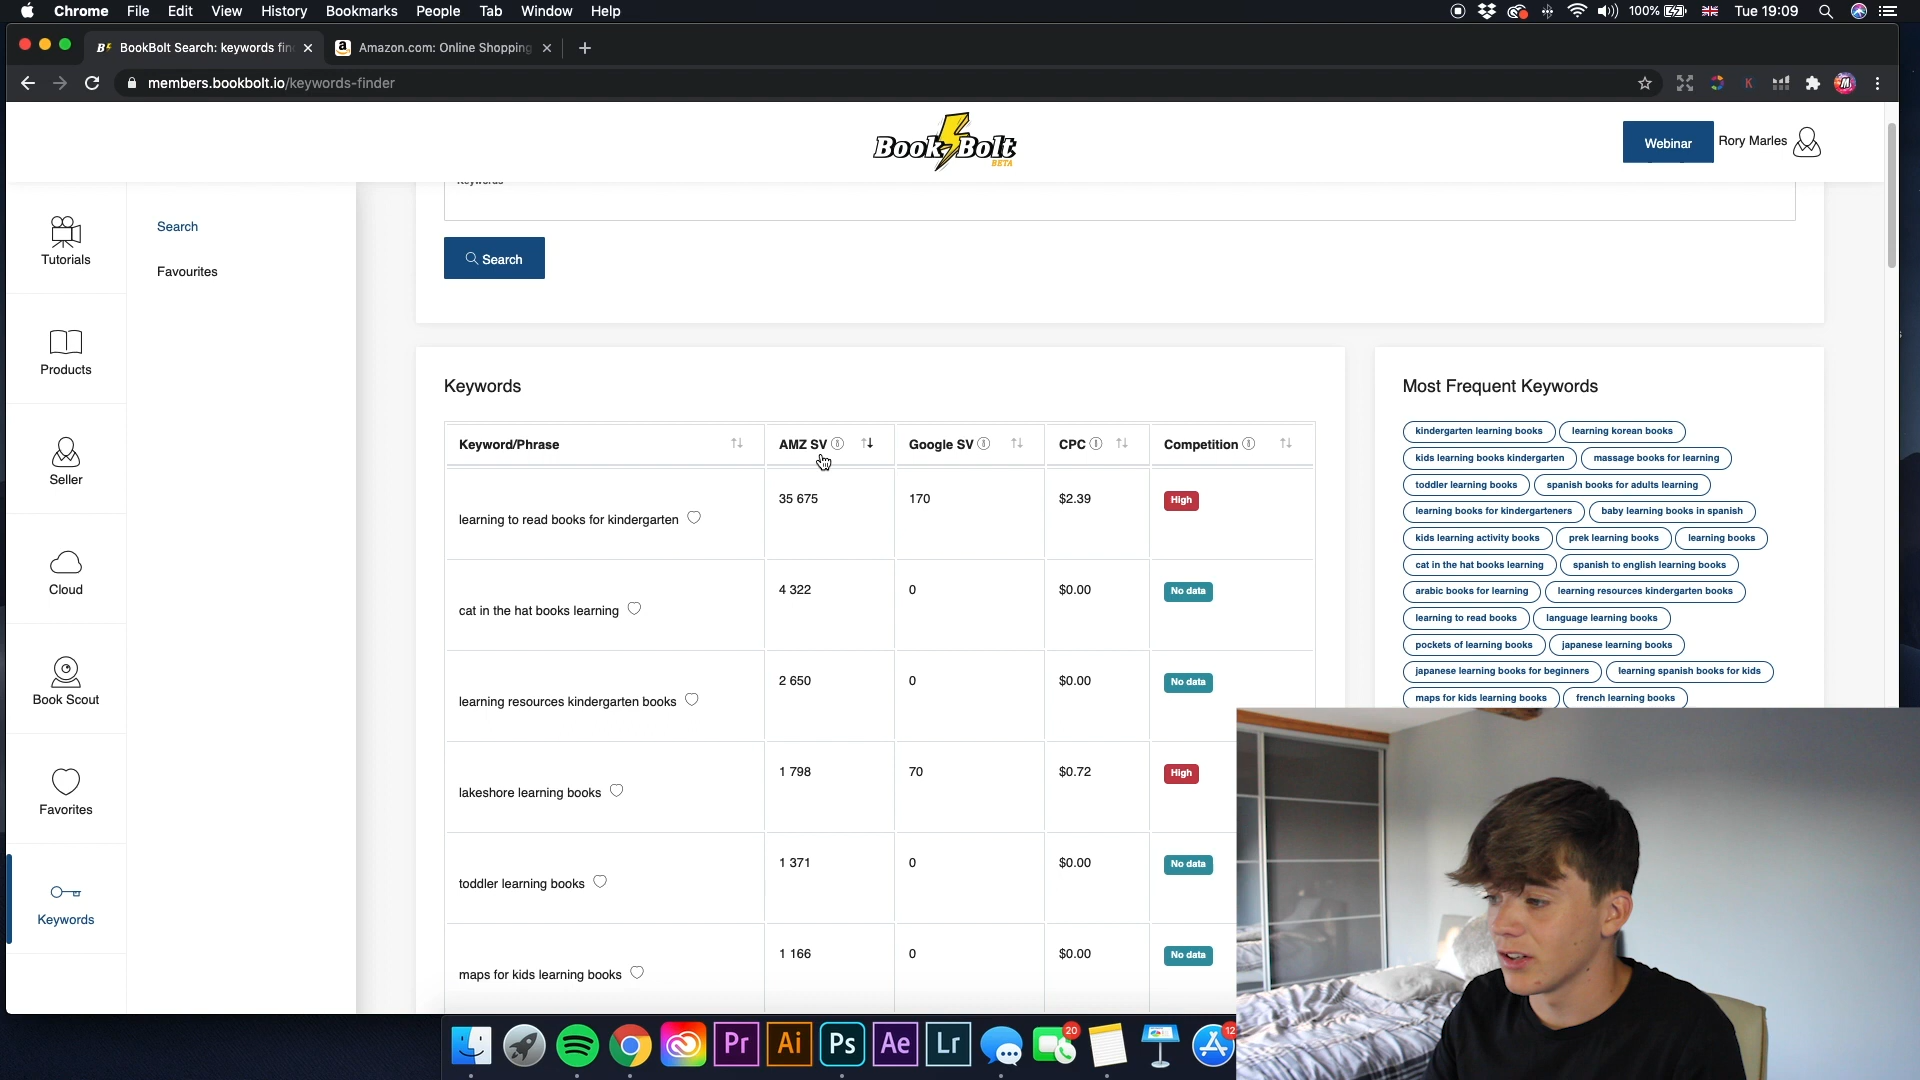 Chrome File Edit View History Bookmarks People Tab Window Help
100% Tue 19:09
BookBolt Search: keywords fin
Amazon.com: Online Shopping
members.bookbolt.io/keywords-finder
Book Bolt
BETA
Webinar
Rory Marles
Tutorials
Products
Seller
Cloud
Book Scout
Favorites
Keywords
Search
Favourites
Keywords
Search
Keywords
Keyword/Phrase AMZ SV Google SV CPC Competition
learning to read books for kindergarten 35 675 170 $2.39 High
cat in the hat books learning 4 322 0 $0.00 No data
learning resources kindergarten books 2 650 0 $0.00 No data
lakeshore learning books 1 798 70 $0.72 High
toddler learning books 1 371 0 $0.00 No data
maps for kids learning books 1 166 0 $0.00 No data
Most Frequent Keywords
kindergarten learning books learning korean books
kids learning books kindergarten massage books for learning
toddler learning books spanish books for adults learning
learning books for kindergarteners baby learning books in spanish
kids learning activity books prek learning books learning books
cat in the hat books learning spanish to english learning books
arabic books for learning learning resources kindergarten books
learning to read books language learning books
pockets of learning books japanese learning books
japanese learning books for beginners learning spanish books for kids
maps for kids learning books french learning books
Pr Ai Ps Ae Lr 20 12